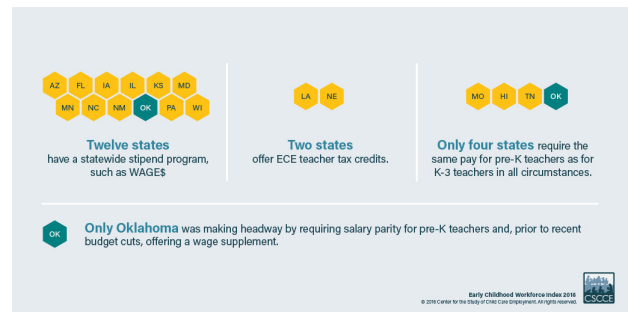 AZ FL IA IL KS MD
MN NC NM OK PA WI
Twelve states
have a statewide stipend program,
such as WAGE$
LA NE
Two states
offer ECE teacher tax credits.
MO HI TN OK
Only four states require the
same pay for pre-K teachers as for
K-3 teachers in all circumstances.
OK
Only Oklahoma was making headway by requiring salary parity for pre-K teachers and, prior to recent
budget cuts, offering a wage supplement.
Early Childhood Workforce Index 2016
© 2016 Center for the Study of Child Care Employment. All rights reserved.
CSCCE